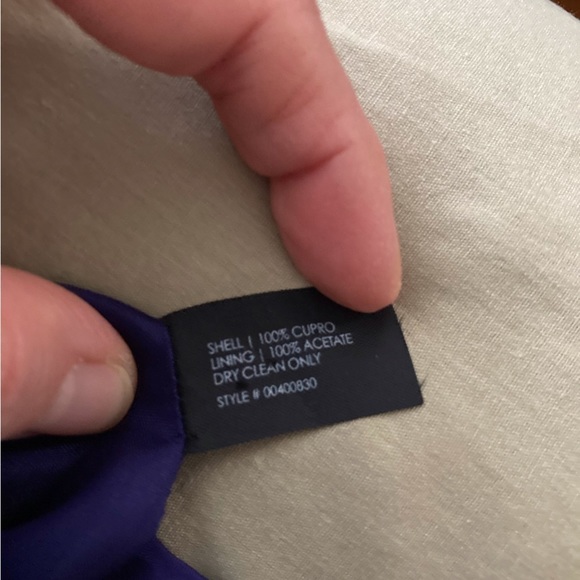 SHELL | 100% CUPRO
LINING | 100% ACETATE
DRY CLEAN ONLY
STYLE # 00400830